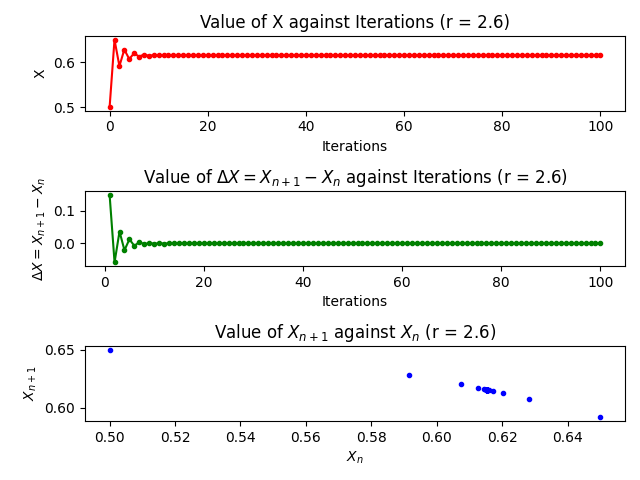 Value of X against Iterations (r = 2.6)
X
0.6
0.5
0 20 40 60 80 100
Iterations
Value of ΔX = Xₙ₊₁ − Xₙ against Iterations (r = 2.6)
ΔX = Xₙ₊₁ − Xₙ
0.1
0.0
0 20 40 60 80 100
Iterations
Value of Xₙ₊₁ against Xₙ (r = 2.6)
Xₙ₊₁
0.65
0.60
0.50 0.52 0.54 0.56 0.58 0.60 0.62 0.64
Xₙ